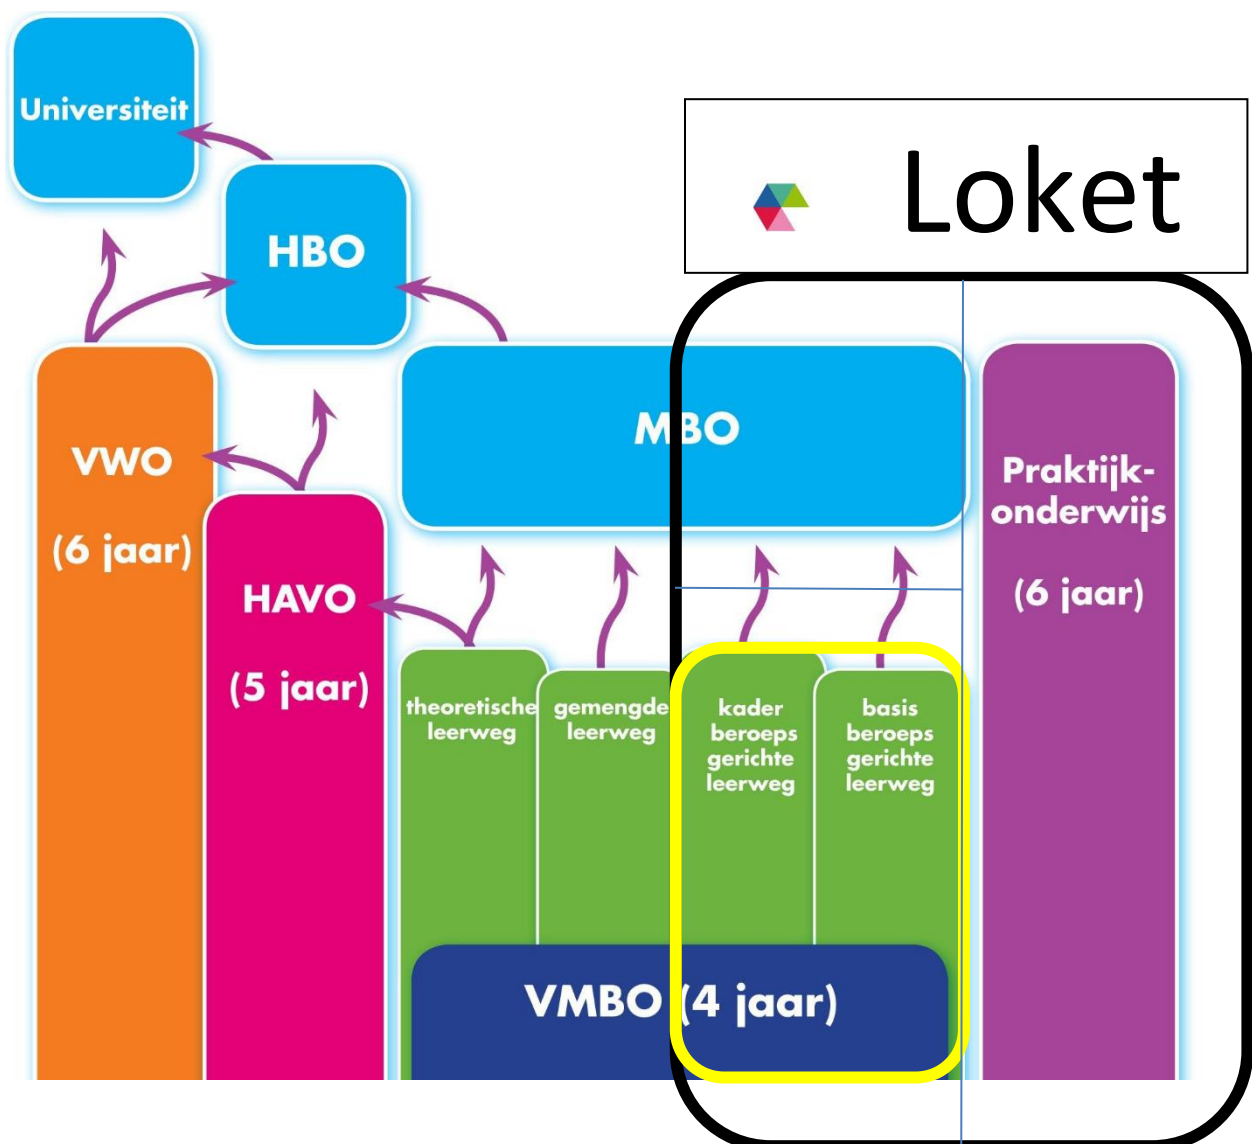 Universiteit
Loket
HBO
MBO
VWO
(6 jaar)
Praktijk-
onderwijs
(6 jaar)
HAVO
(5 jaar)
theoretische
leerweg
gemengde
leerweg
kader
beroeps
gerichte
leerweg
basis
beroeps
gerichte
leerweg
VMBO (4 jaar)